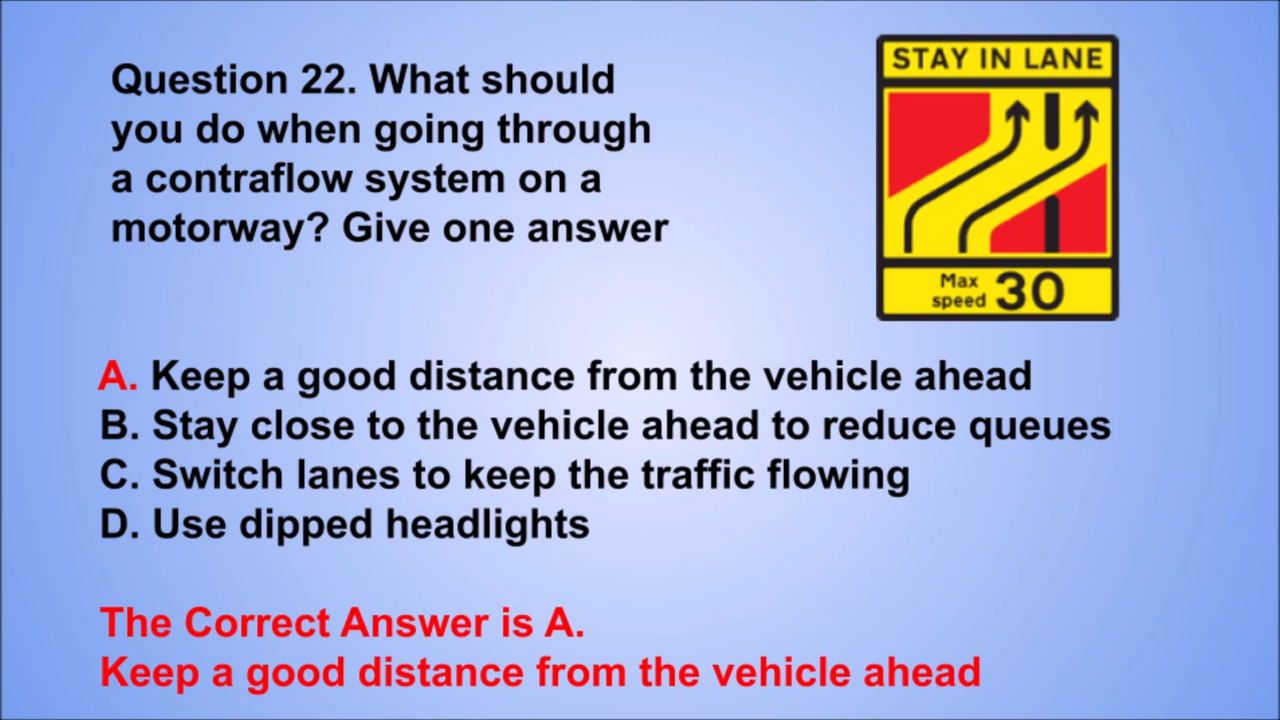 Question 22. What should
you do when going through
a contraflow system on a
motorway? Give one answer
STAY IN LANE
Max
speed 30
A. Keep a good distance from the vehicle ahead
B. Stay close to the vehicle ahead to reduce queues
C. Switch lanes to keep the traffic flowing
D. Use dipped headlights
The Correct Answer is A.
Keep a good distance from the vehicle ahead